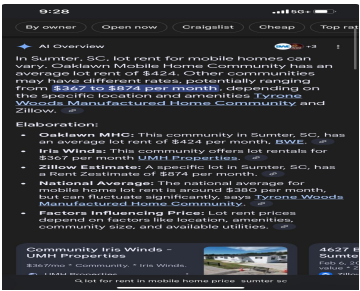 9:28
5G
By owner
Open now
Craigslist
Cheap
Top rat
AI Overview
+3
In Sumter, SC, lot rent for mobile homes can
vary. Oakland Mobile Home Community has an
average lot rent of $424. Other communities
may have different rates, potentially ranging
from $367 to $874 per month, depending on
the specific location and amenities Tyrone
Woods Manufactured Home Community and
Zillow.
Elaboration:
• Oaklawn MHC: This community in Sumter, SC, has
an average lot rent of $424 per month, BWE.
• Iris Winds: This community offers lot rentals for
$367 per month UMH Properties.
• Zillow Estimate: A specific lot in Sumter, SC, has
a Rent Zestimate of $874 per month.
• National Average: The national average for
mobile home lot rent is around $380 per month,
but can fluctuate significantly, says Tyrone Woods
Manufactured Home Community.
• Factors Influencing Price: Lot rent prices
depend on factors like location, amenities,
community size, and available utilities.
Community Iris Winds -
UMH Properties
$367/mo * Community. * Iris Winds
4627 B
Sumte
Feb 6, 20
value * Z
lot for rent in mobile home price sumter sc